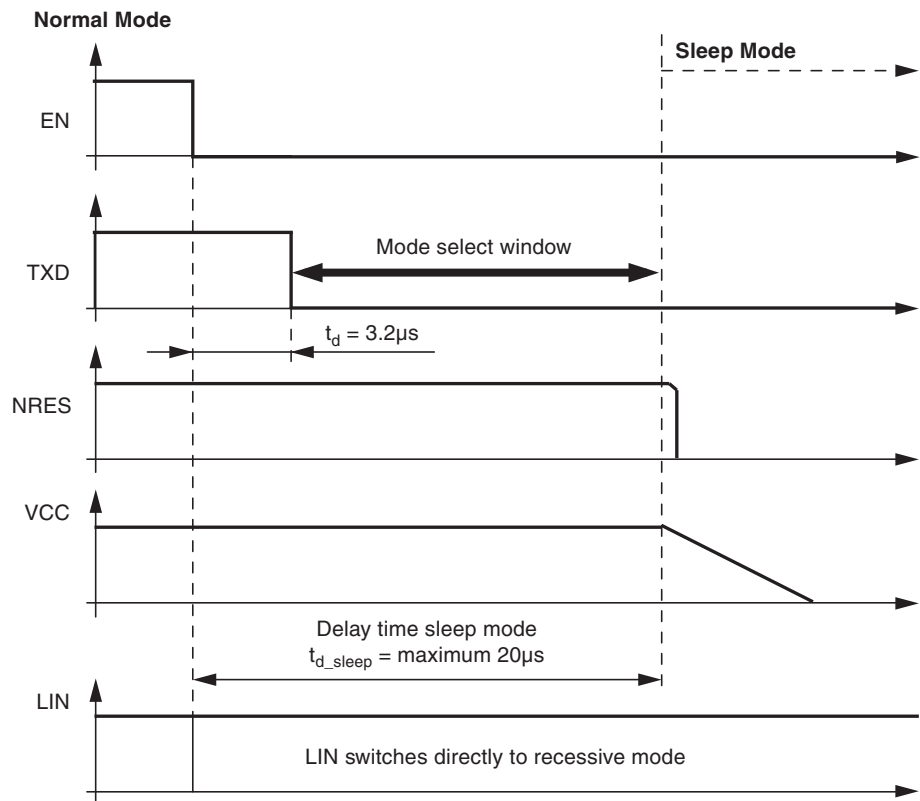 Normal Mode
Sleep Mode
EN
TXD
Mode select window
t_d = 3.2µs
NRES
VCC
Delay time sleep mode
t_d_sleep = maximum 20µs
LIN
LIN switches directly to recessive mode